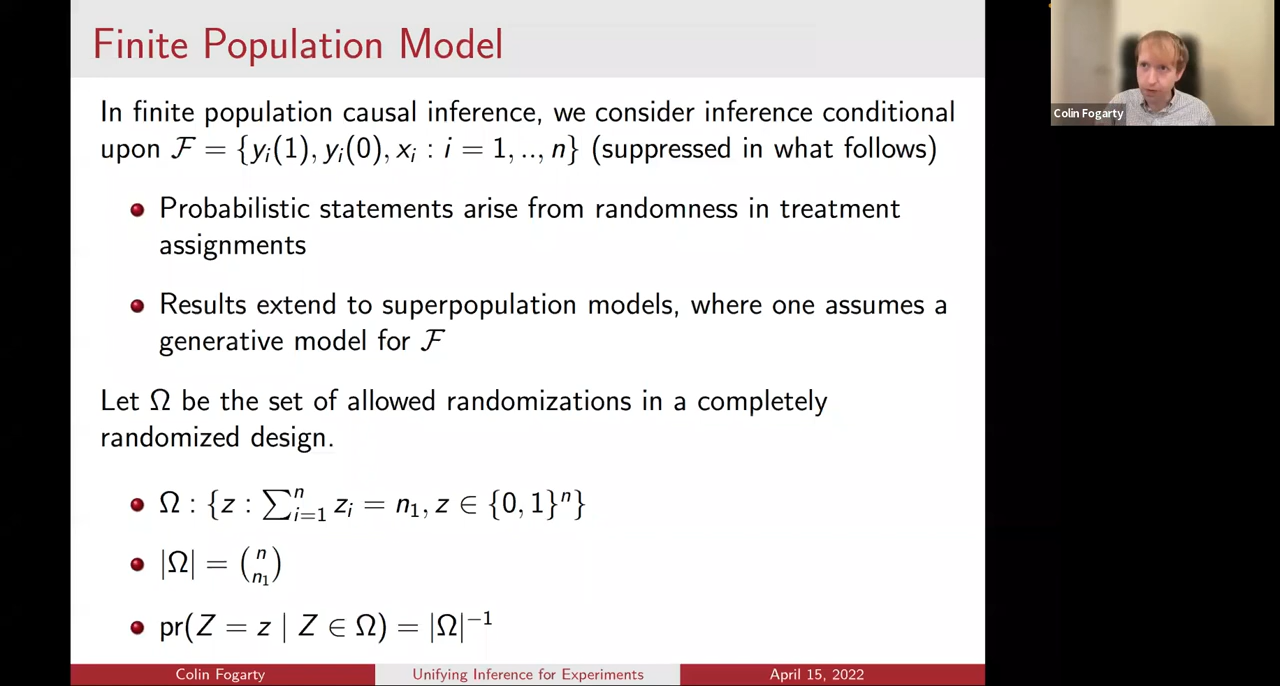 Finite Population Model
Colin Fogarty
In finite population causal inference, we consider inference conditional
upon ℱ = {yᵢ(1), yᵢ(0), xᵢ : i = 1, .., n} (suppressed in what follows)
Probabilistic statements arise from randomness in treatment
assignments
Results extend to superpopulation models, where one assumes a
generative model for ℱ
Let Ω be the set of allowed randomizations in a completely
randomized design.
Ω : {z : ∑ⁿᵢ₌₁ zᵢ = n₁, z ∈ {0, 1}ⁿ}
|Ω| = (n n₁)
pr(Z = z | Z ∈ Ω) = |Ω|⁻¹
Colin Fogarty Unifying Inference for Experiments April 15, 2022